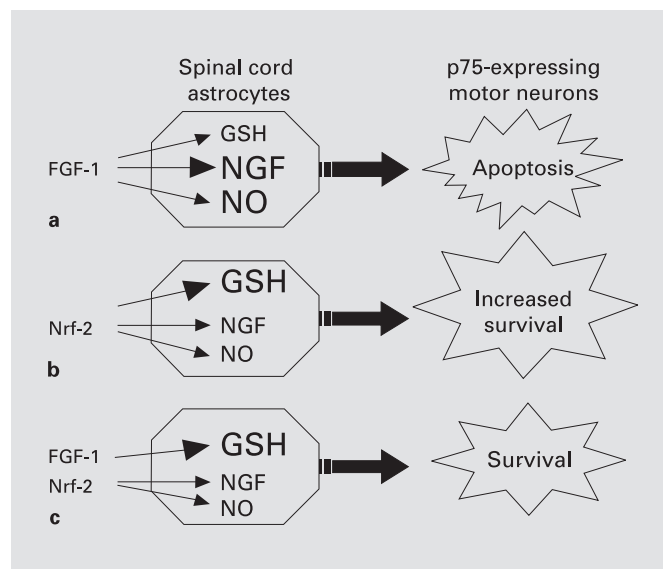 Spinal cord
astrocytes
p75-expressing
motor neurons
FGF-1
GSH
NGF
NO
Apoptosis
a
Nrf-2
GSH
NGF
NO
Increased
survival
b
FGF-1
Nrf-2
GSH
NGF
NO
Survival
c